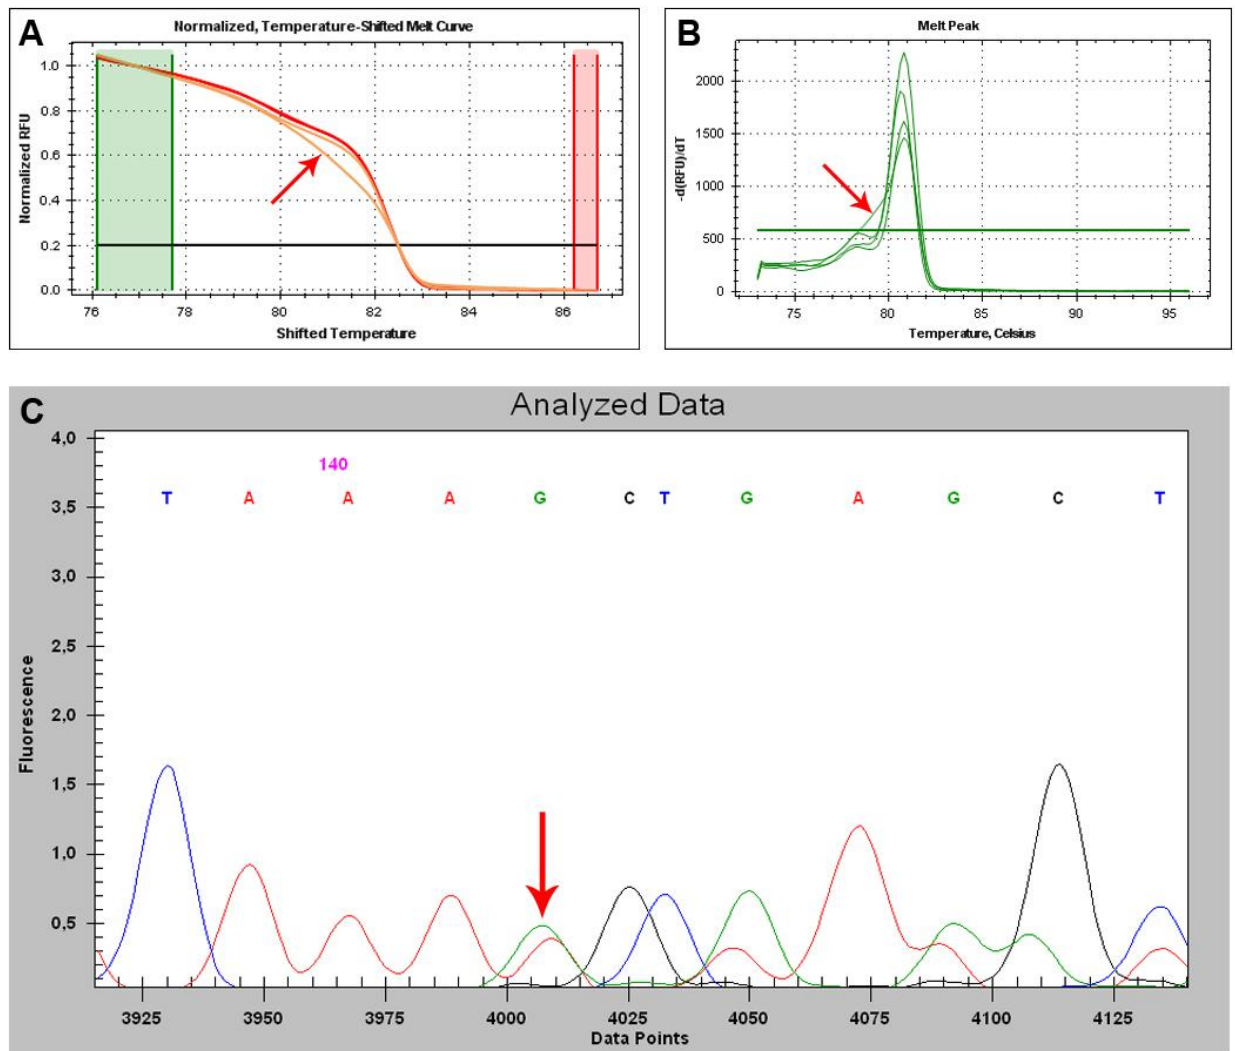 A
Normalized, Temperature-Shifted Melt Curve
Normalized RFU
1.0
0.8
0.6
0.4
0.2
0.0
76 78 80 82 84 86
Shifted Temperature
B
Melt Peak
-d(RFU)/dT
2000
1500
1000
500
0
75 80 85 90 95
Temperature, Celsius
C
Analyzed Data
Fluorescence
4,0
3,5
3,0
2,5
2,0
1,5
1,0
0,5
140
T A A A G C T G A G C T
3925 3950 3975 4000 4025 4050 4075 4100 4125
Data Points